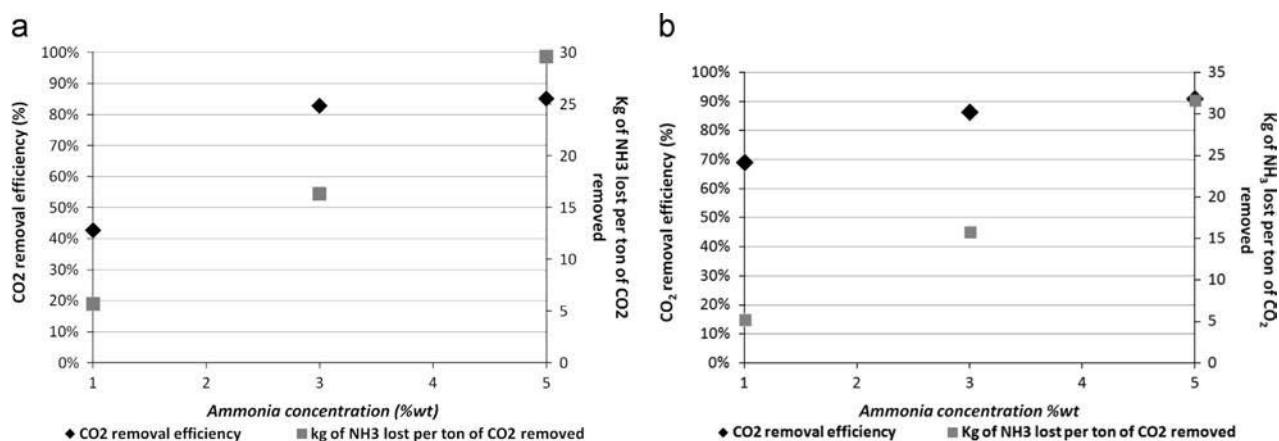 a
100%
90%
80%
70%
60%
50%
40%
30%
20%
10%
0%
CO2 removal efficiency (%)
30
25
20
15
10
5
0
Kg of NH3 lost per ton of CO2
removed
1 2 3 4 5
Ammonia concentration (%wt)
CO2 removal efficiency kg of NH3 lost per ton of CO2 removed
b
100%
90%
80%
70%
60%
50%
40%
30%
20%
10%
0%
CO₂ removal efficiency (%)
35
30
25
20
15
10
5
0
Kg of NH₃ lost per ton of CO₂
removed
1 2 3 4 5
Ammonia concentration %wt
CO2 removal efficiency Kg of NH3 lost per ton of CO2 removed